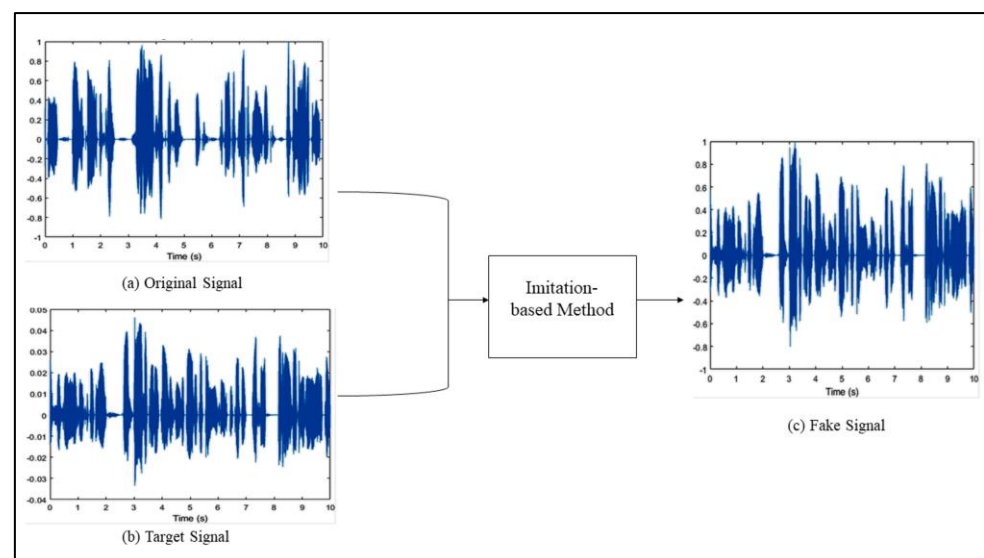 1
0.8
0.6
0.4
0.2
0
-0.2
-0.4
-0.6
-0.8
-1
0 1 2 3 4 5 6 7 8 9 10
Time (s)
(a) Original Signal
0.05
0.04
0.03
0.02
0.01
0
-0.01
-0.02
-0.03
-0.04
0 1 2 3 4 5 6 7 8 9 10
Time (s)
(b) Target Signal
Imitation-
based Method
1
0.8
0.6
0.4
0.2
0
-0.2
-0.4
-0.6
-0.8
-1
0 1 2 3 4 5 6 7 8 9 10
Time (s)
(c) Fake Signal